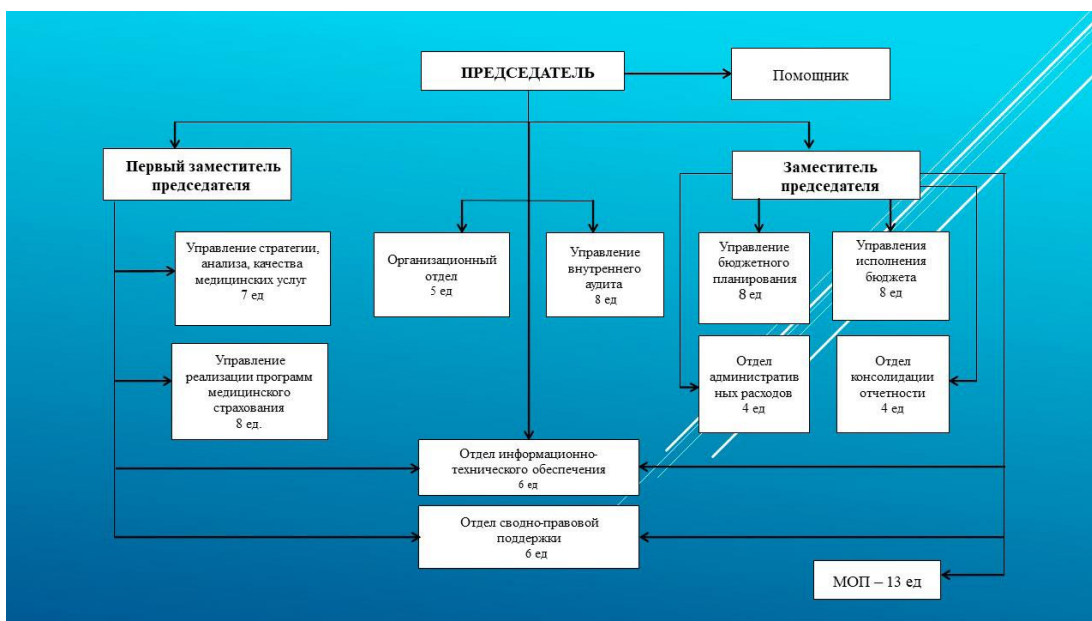 ПРЕДСЕДАТЕЛЬ
Помощник
Первый заместитель
председателя
Заместитель
председателя
Управление стратегии,
анализа, качества
медицинских услуг
7 ед
Организационный
отдел
5 ед
Управление
внутреннего
аудита
8 ед
Управление
бюджетного
планирования
8 ед
Управления
исполнения
бюджета
8 ед
Управление
реализации программ
медицинского
страхования
8 ед.
Отдел
административ
ных расходов
4 ед
Отдел
консолидации
отчетности
4 ед
Отдел информационно-
технического обеспечения
6 ед
Отдел сводно-правовой
поддержки
6 ед
МОП – 13 ед